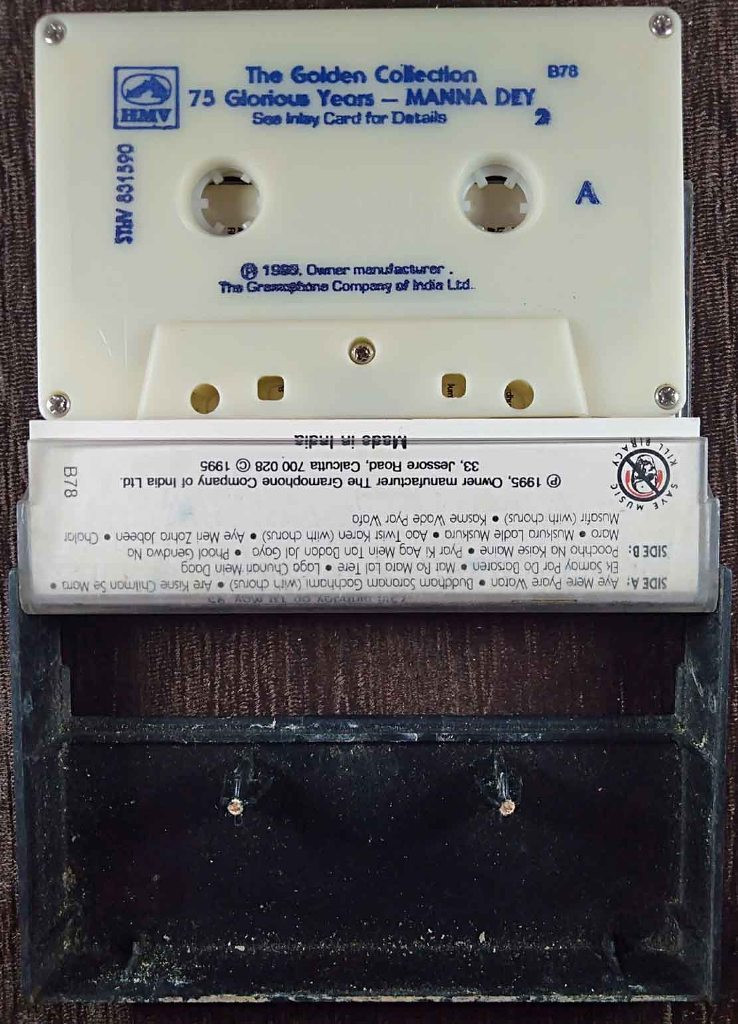 The Golden Collection B78
75 Glorious Years — MANNA DEY
See Inlay Card for Details 2
HMV
STHV 831590
A
Ⓟ 1995, Owner manufacturer .
The Gramophone Company of India Ltd.
SIDE A: Aye Mere Pyare Watan • Buddham Saranam Gachhami (with chorus) • Are Kisne Chilman Se Mara •
Ek Samay Par Do Barsaten • Mat Ro Mata Lal Tere • Laga Chunari Mein Daag
SIDE B: Poochho Na Kaise Maine • Pyar Ki Aag Mein Tan Badan Jal Gaya • Phool Gendwa Na
Maro • Muskura Ladle Muskura • Aao Twist Karen (with chorus) • Aye Meri Zohra Jabeen • Chalat
Musafir (with chorus) • Kasme Wade Pyar Wafa
Ⓟ 1995, Owner manufacturer The Gramophone Company of India Ltd.
33, Jessore Road, Calcutta 700 028 © 1995
Made in India
B78
SAVE MUSIC KILL PIRACY